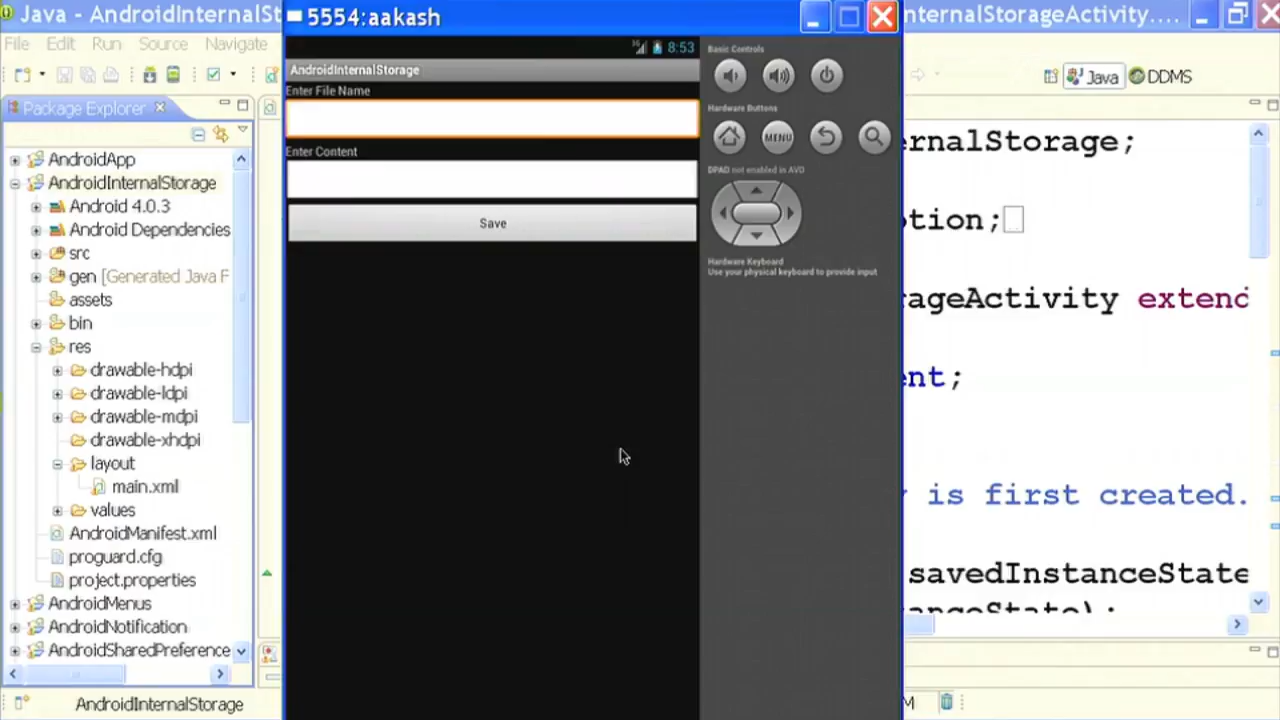 Java - AndroidInternalSt
5554:aakash
nternalStorageActivity....
File Edit Run Source Navigate
Java DDMS
Package Explorer
AndroidApp
AndroidInternalStorage
Android 4.0.3
Android Dependencies
src
gen [Generated Java F
assets
bin
res
drawable-hdpi
drawable-ldpi
drawable-mdpi
drawable-xhdpi
layout
main.xml
values
AndroidManifest.xml
proguard.cfg
project.properties
AndroidMenus
AndroidNotification
AndroidSharedPreference
AndroidInternalStorage
8:53
AndroidInternalStorage
Enter File Name
Enter Content
Save
Basic Controls
Hardware Buttons
MENU
DPAD not enabled in AVD
Hardware Keyboard
Use your physical keyboard to provide input
ernalStorage;
tion;
rageActivity extend
ent;
y is first created.
savedInstanceState
M